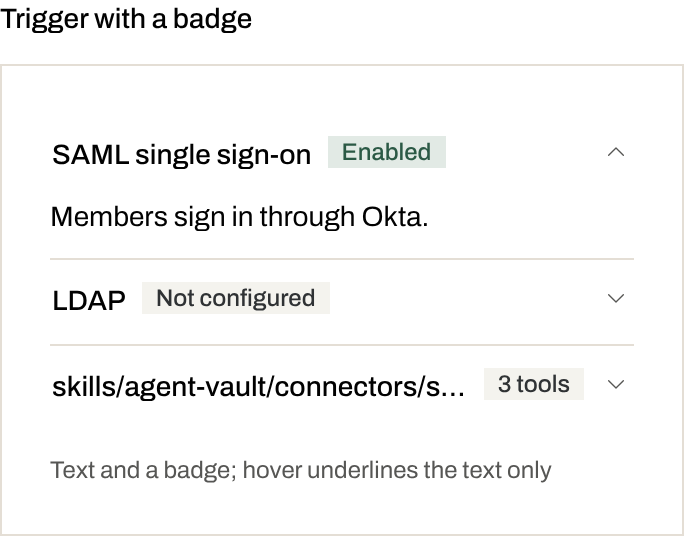 Trigger with a badge
SAML single sign-on Enabled
Members sign in through Okta.
LDAP Not configured
skills/agent-vault/connectors/s... 3 tools
Text and a badge; hover underlines the text only